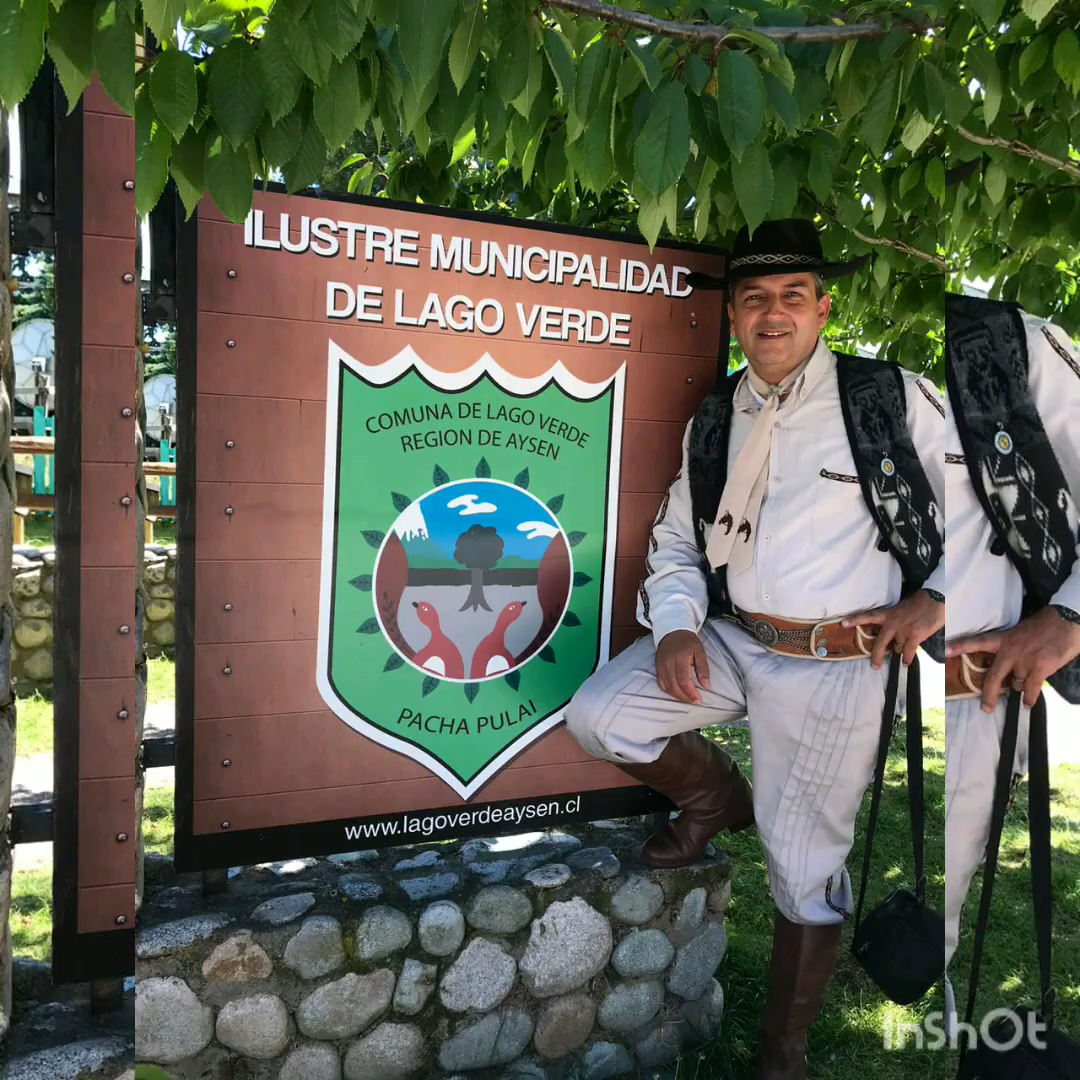 ILUSTRE MUNICIPALIDAD
DE LAGO VERDE
COMUNA DE LAGO VERDE
REGION DE AYSEN
PACHA PULAI
www.lagoverdeaysen.cl
InshOt